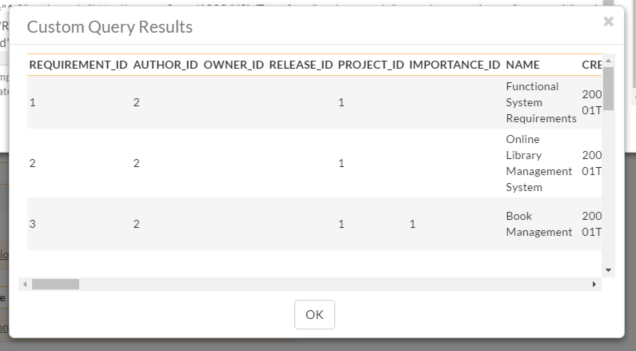 Custom Query Results
×
REQUIREMENT_ID AUTHOR_ID OWNER_ID RELEASE_ID PROJECT_ID IMPORTANCE_ID NAME CRE
1 2 1 Functional
System
Requirements 200
01T
2 2 1 Online
Library
Management
System 200
01T
3 2 1 1 Book
Management 200
01T
OK